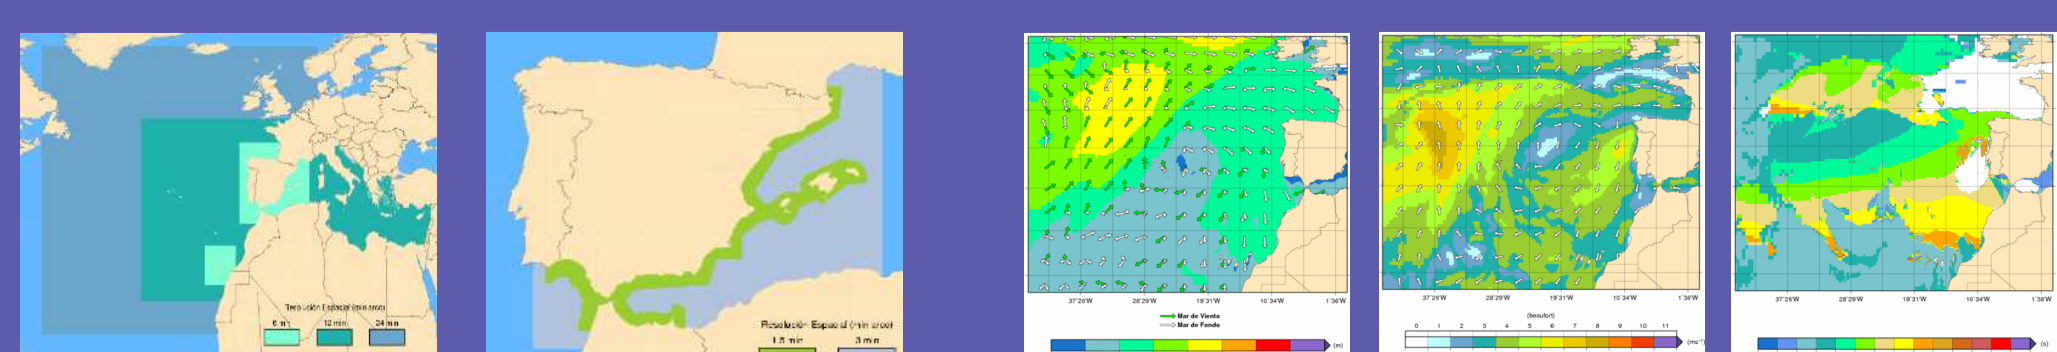 Resolución Espacial (min arco)
6 min 12 min 24 min
Resolución Espacial (min arco)
1.5 min 3 min
37°26'W 28°29'W 19°31'W 10°34'W 1°36'W
Mar de Viento
Mar de Fondo
(m)
37°26'W 28°29'W 19°31'W 10°34'W 1°36'W
(beaufort)
0 1 2 3 4 5 6 7 8 9 10 11
(ms⁻¹)
37°26'W 28°29'W 19°31'W 10°34'W 1°36'W
(s)